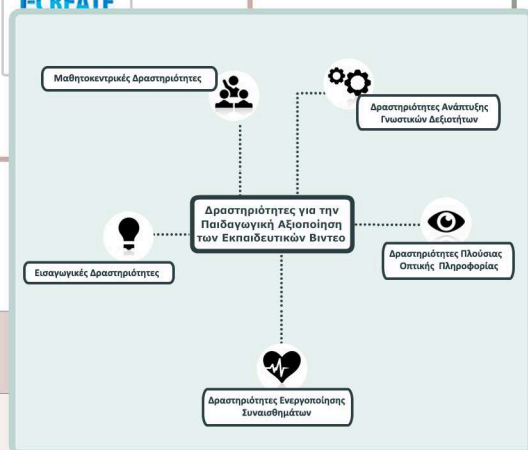 I-CREATE
Μαθητοκεντρικές Δραστηριότητες
Δραστηριότητες Ανάπτυξης
Γνωστικών Δεξιοτήτων
Δραστηριότητες για την
Παιδαγωγική Αξιοποίηση
των Εκπαιδευτικών Βιντεο
Δραστηριότητες Πλούσιας
Οπτικής Πληροφορίας
Εισαγωγικές Δραστηριότητες
Δραστηριότητες Ενεργοποίησης
Συναισθημάτων